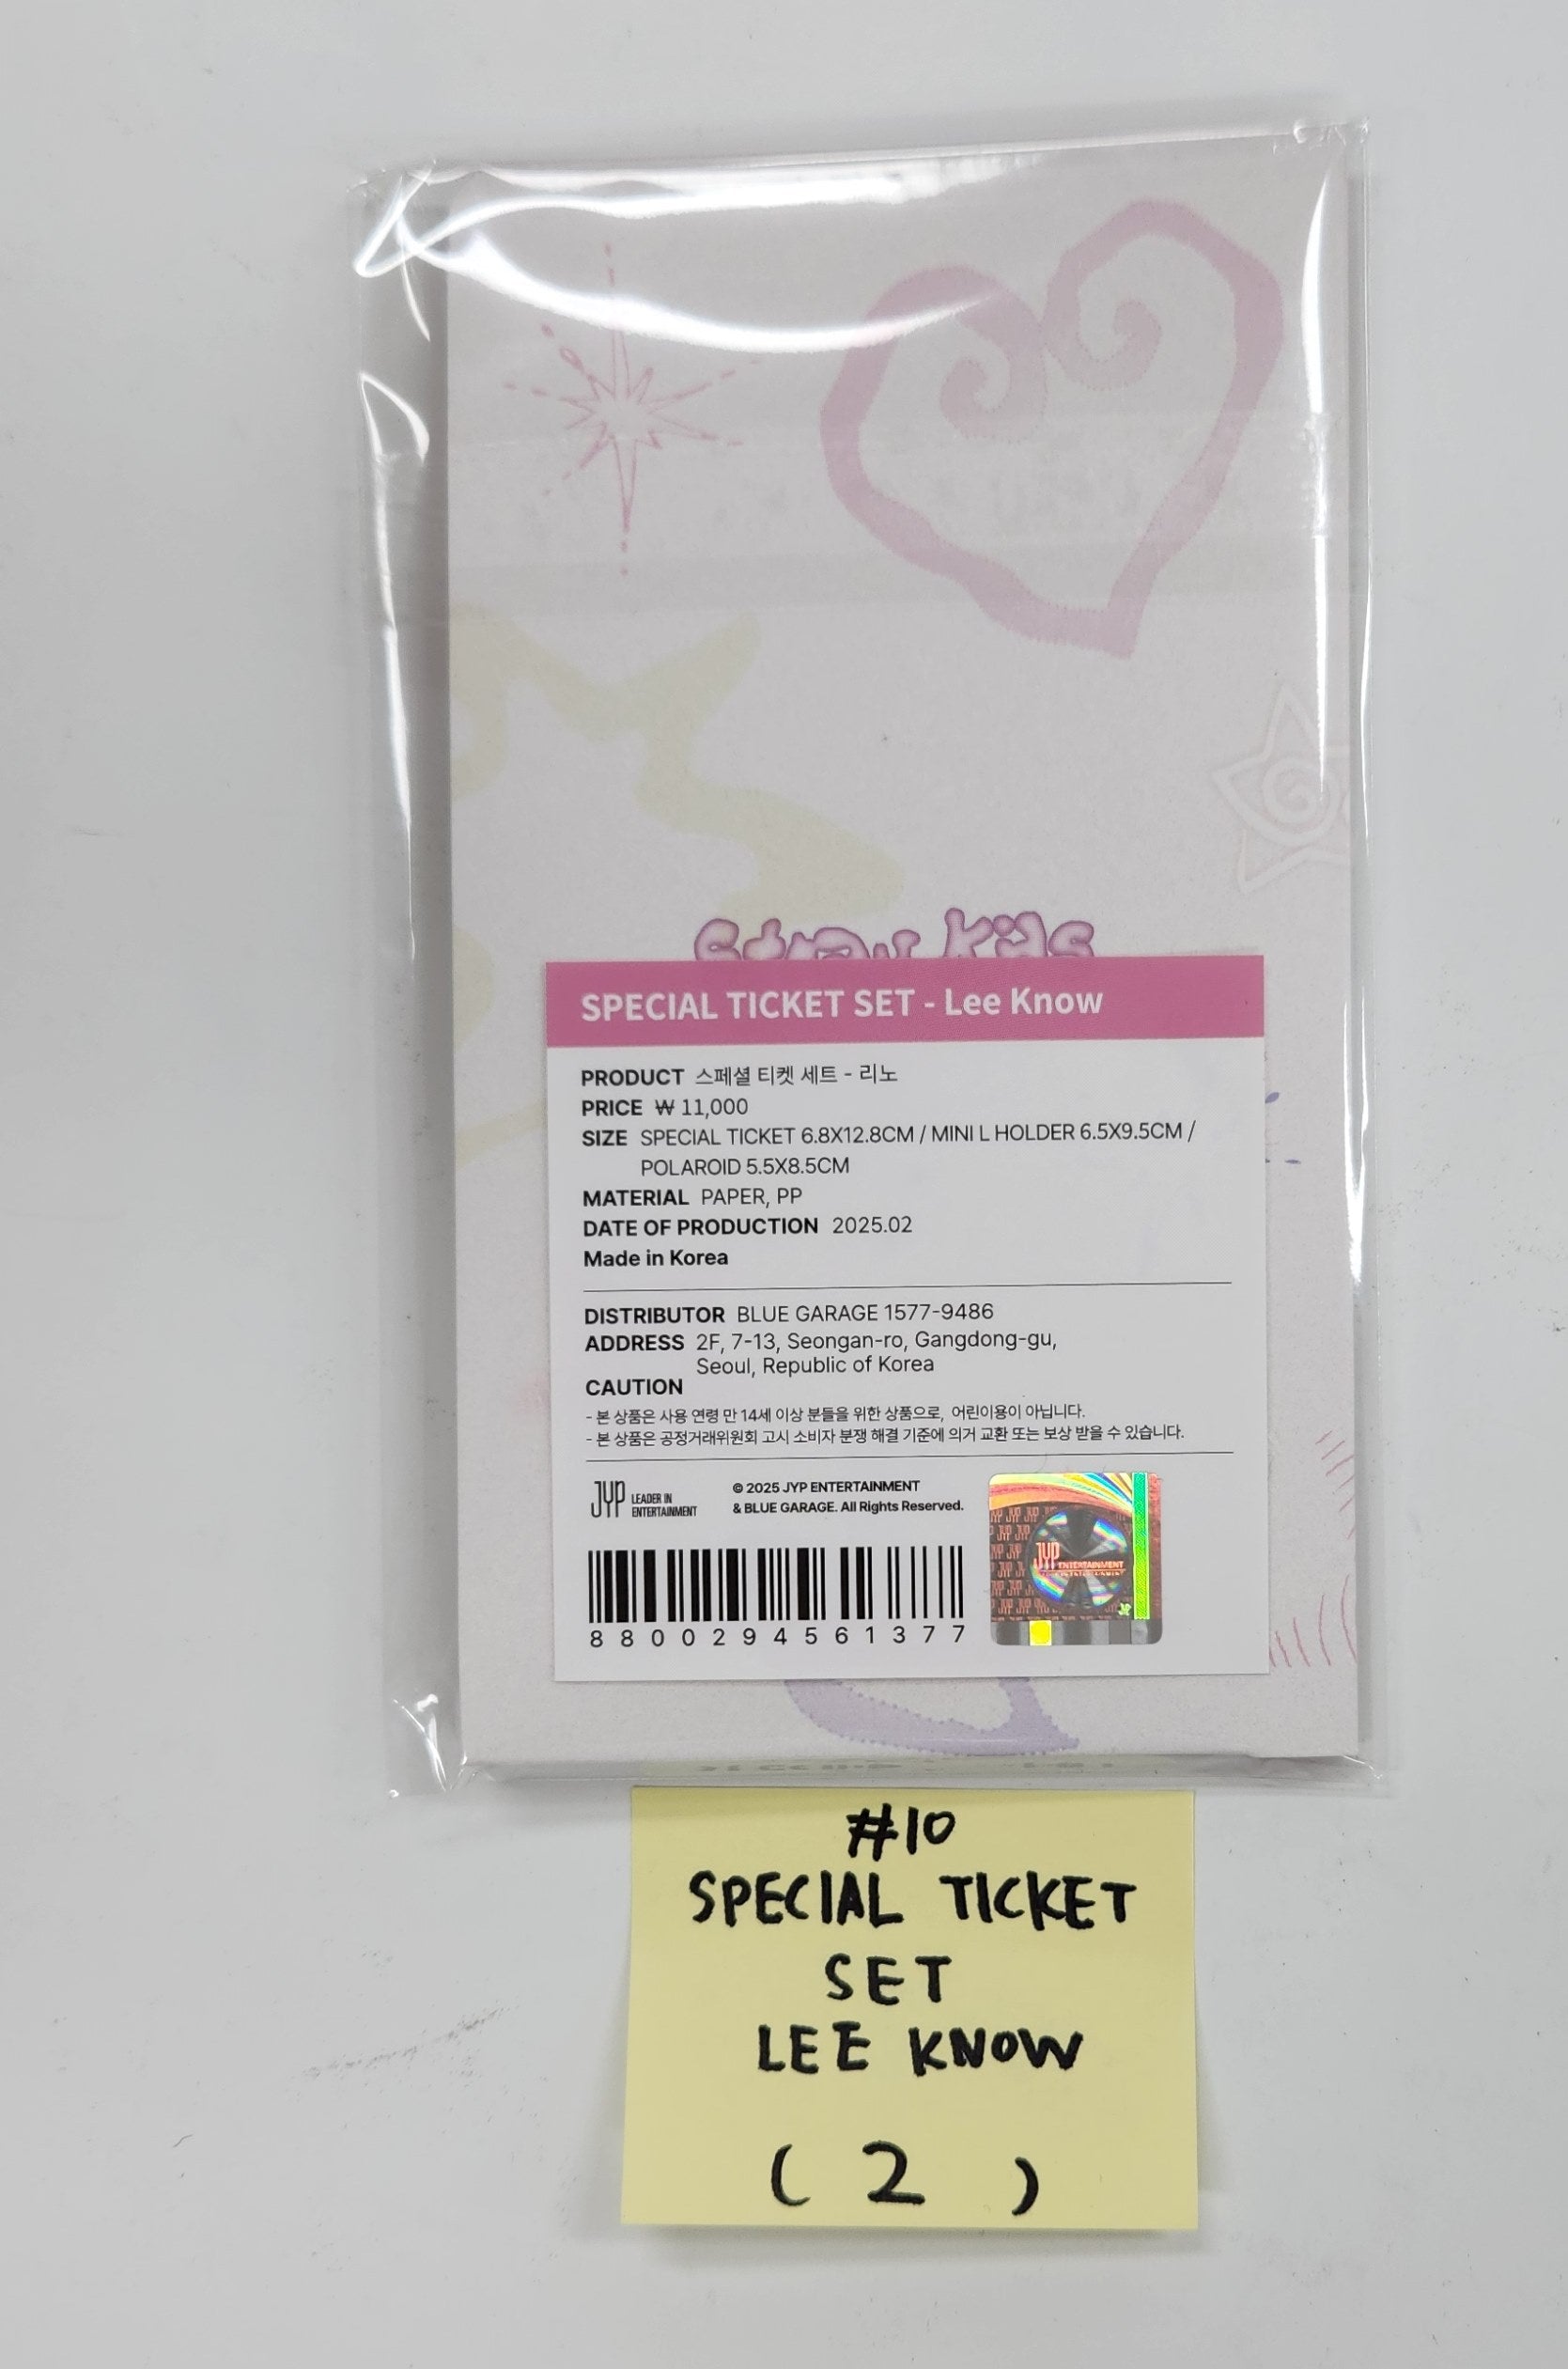 Stray Kids
SPECIAL TICKET SET - Lee Know
PRODUCT 스페셜 티켓 세트 - 리노
PRICE ₩ 11,000
SIZE SPECIAL TICKET 6.8X12.8CM / MINI L HOLDER 6.5X9.5CM /
POLAROID 5.5X8.5CM
MATERIAL PAPER, PP
DATE OF PRODUCTION 2025.02
Made in Korea
DISTRIBUTOR BLUE GARAGE 1577-9486
ADDRESS 2F, 7-13, Seongan-ro, Gangdong-gu,
Seoul, Republic of Korea
CAUTION
- 본 상품은 사용 연령 만 14세 이상 분들을 위한 상품으로, 어린이용이 아닙니다.
- 본 상품은 공정거래위원회 고시 소비자 분쟁 해결 기준에 의거 교환 또는 보상 받을 수 있습니다.
JYP LEADER IN
ENTERTAINMENT
© 2025 JYP ENTERTAINMENT
& BLUE GARAGE. All Rights Reserved.
JYP ENTERTAINMENT
8800294561377
#10
SPECIAL TICKET
SET
LEE KNOW
( 2 )